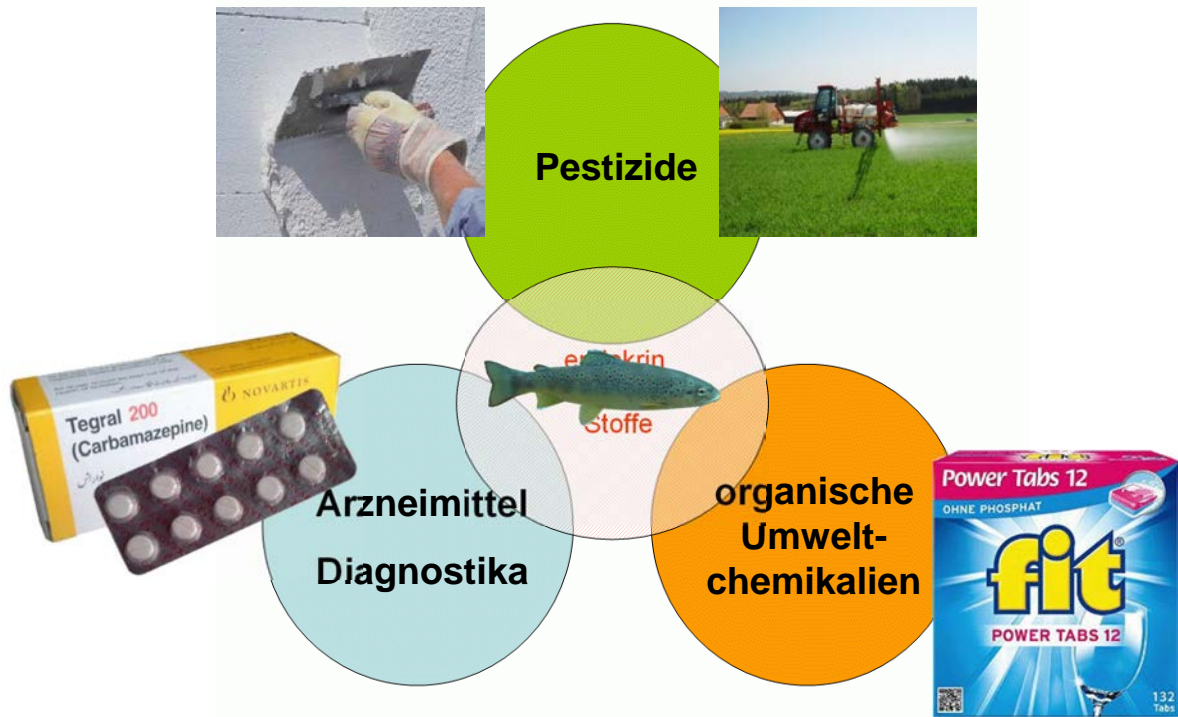 Pestizide
Stoffe
NOVARTIS
Tegral 200
(Carbamazepine)
Arzneimittel
Diagnostika
organische
Umwelt-
chemikalien
Power Tabs 12
OHNE PHOSPHAT
fit®
POWER TABS 12
132
Tabs